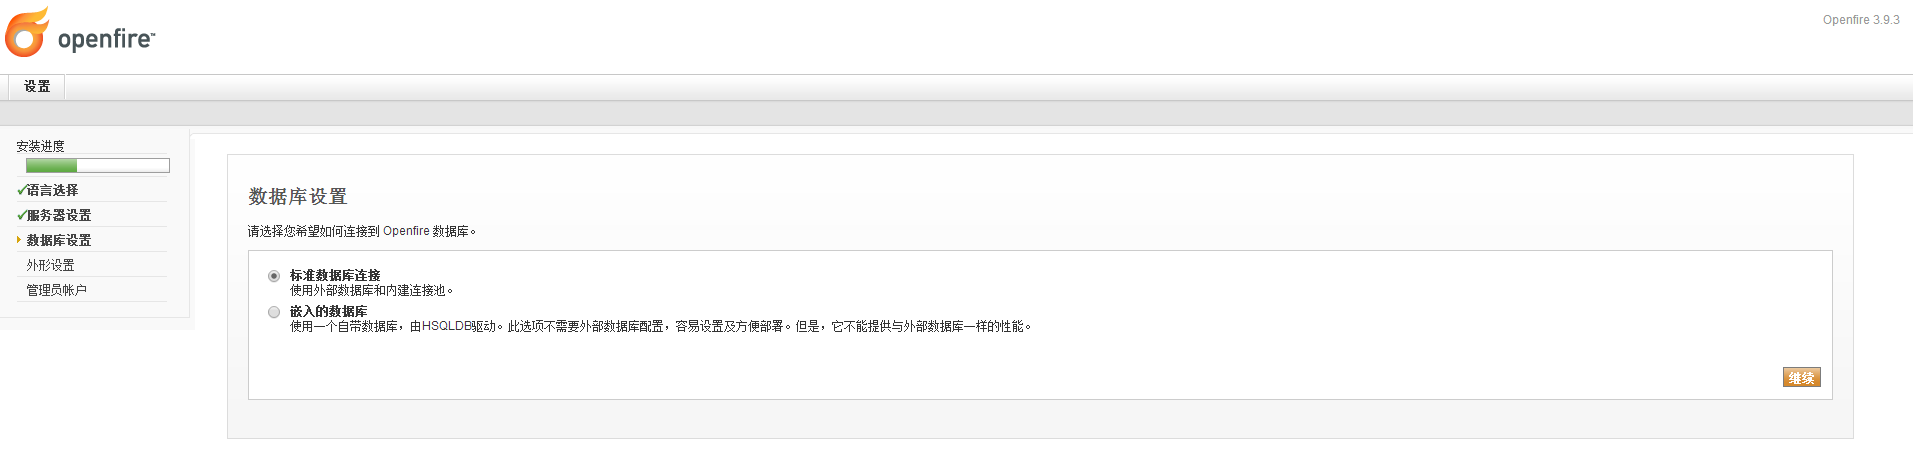 openfire™
Openfire 3.9.3
设置
安装进度
语言选择
服务器设置
数据库设置
外形设置
管理员帐户
数据库设置
请选择您希望如何连接到 Openfire 数据库。
标准数据库连接
使用外部数据库和内建连接池。
嵌入的数据库
使用一个自带数据库，由HSQLDB驱动。此选项不需要外部数据库配置，容易设置及方便部署。但是，它不能提供与外部数据库一样的性能。
继续